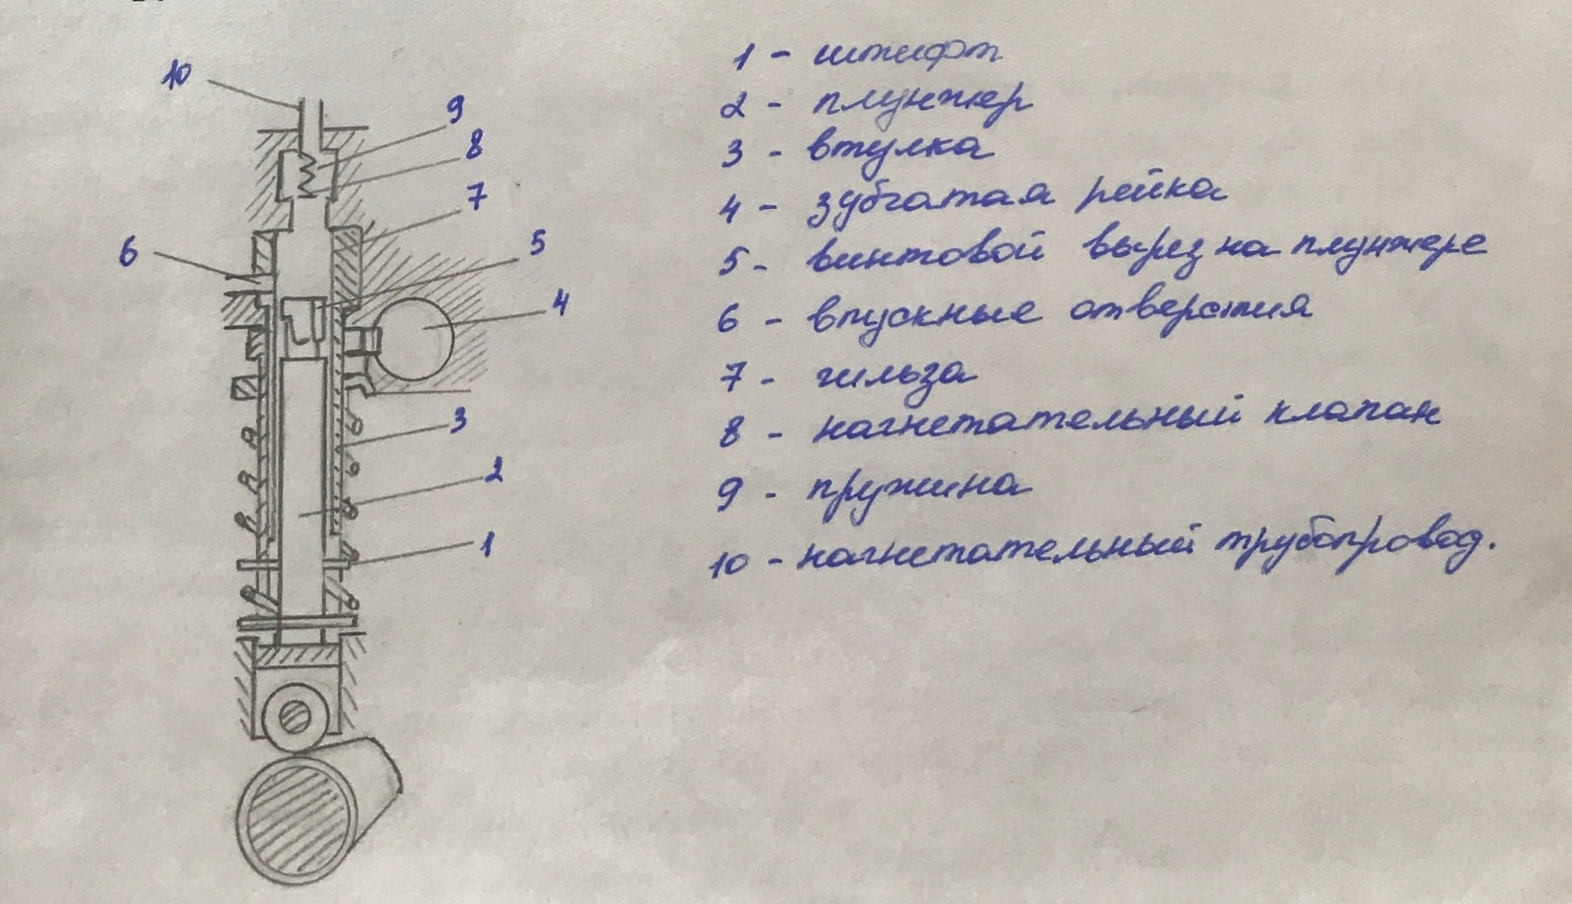 10
9
8
7
6
5
4
3
2
1
1 - штифт
2 - плунжер
3 - втулка
4 - зубчатая рейка
5 - винтовой вырез на плунжере
6 - впускные отверстия
7 - гильза
8 - нагнетательный клапан
9 - пружина
10 - нагнетательный трубопровод.